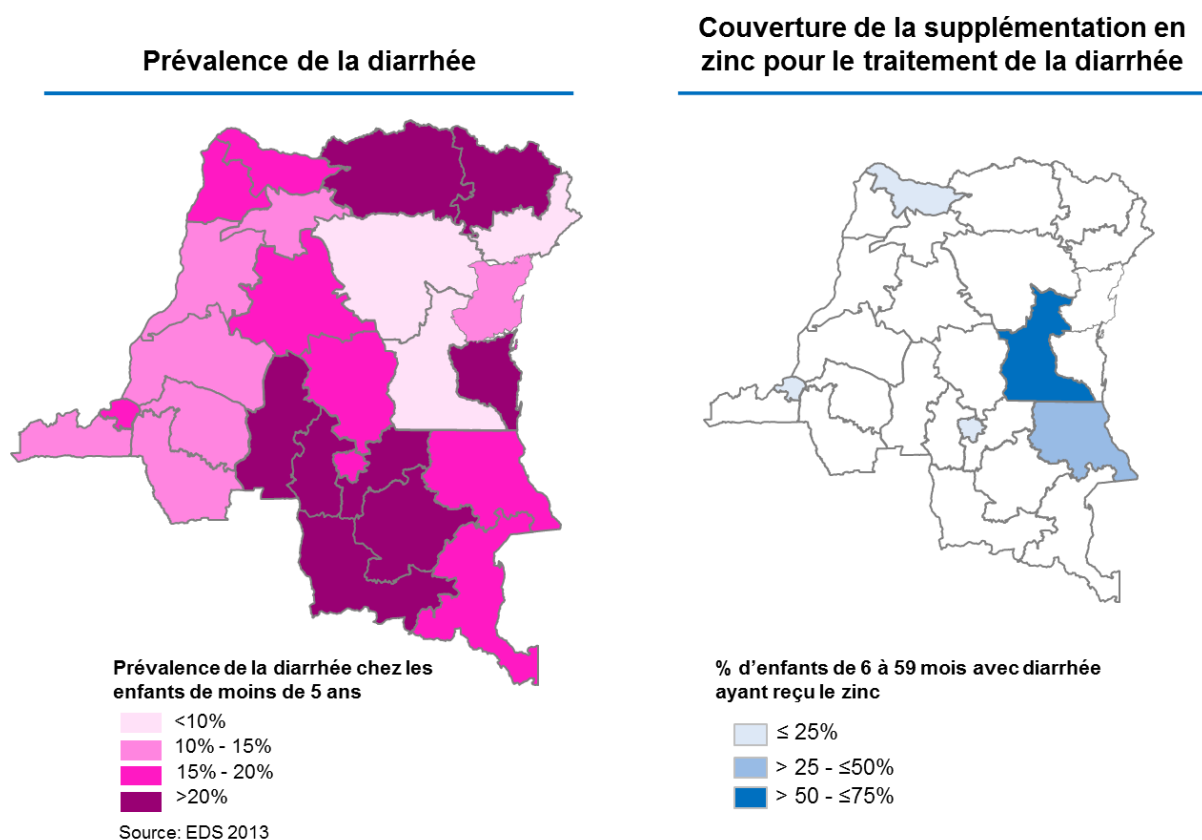 Prévalence de la diarrhée
Couverture de la supplémentation en
zinc pour le traitement de la diarrhée
Prévalence de la diarrhée chez les
enfants de moins de 5 ans
<10%
10% - 15%
15% - 20%
>20%
Source: EDS 2013
% d’enfants de 6 à 59 mois avec diarrhée
ayant reçu le zinc
≤ 25%
> 25 - ≤50%
> 50 - ≤75%